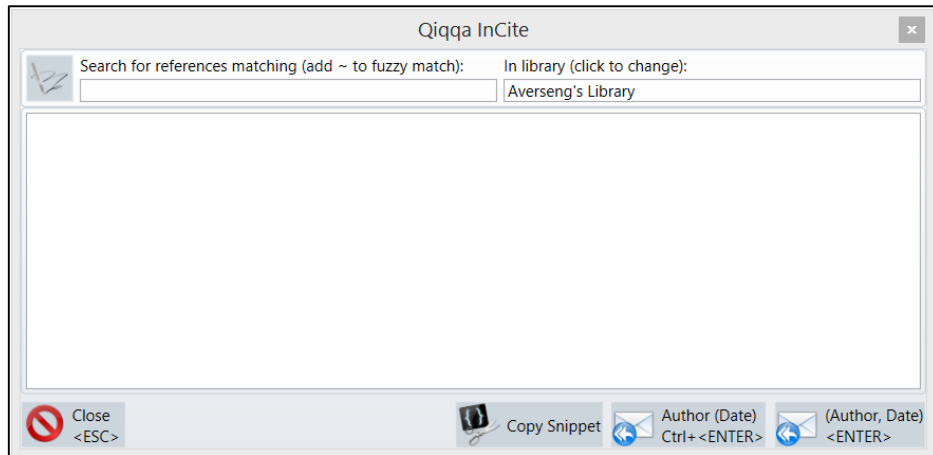 Qiqqa InCite
Search for references matching (add ~ to fuzzy match):
In library (click to change):
Averseng's Library
Close
<ESC>
Copy Snippet
Author (Date)
Ctrl+<ENTER>
(Author, Date)
<ENTER>